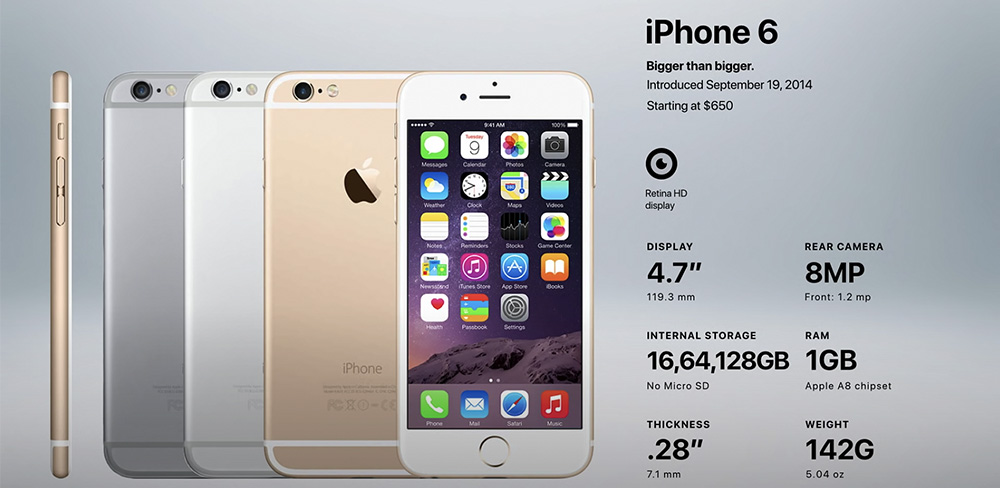 iPhone 6
Bigger than bigger.
Introduced September 19, 2014
Starting at $650
Retina HD
display
DISPLAY
4.7"
119.3 mm
REAR CAMERA
8MP
Front: 1.2 mp
INTERNAL STORAGE
16,64,128GB
No Micro SD
RAM
1GB
Apple A8 chipset
THICKNESS
.28"
7.1 mm
WEIGHT
142G
5.04 oz
iPhone
9:41 AM
100%
Tuesday
9
Messages
Calendar
Photos
Camera
Weather
Clock
Maps
Videos
Notes
Reminders
Stocks
Game Center
Newsstand
iTunes Store
App Store
iBooks
Health
Passbook
Settings
Phone
Mail
Safari
Music